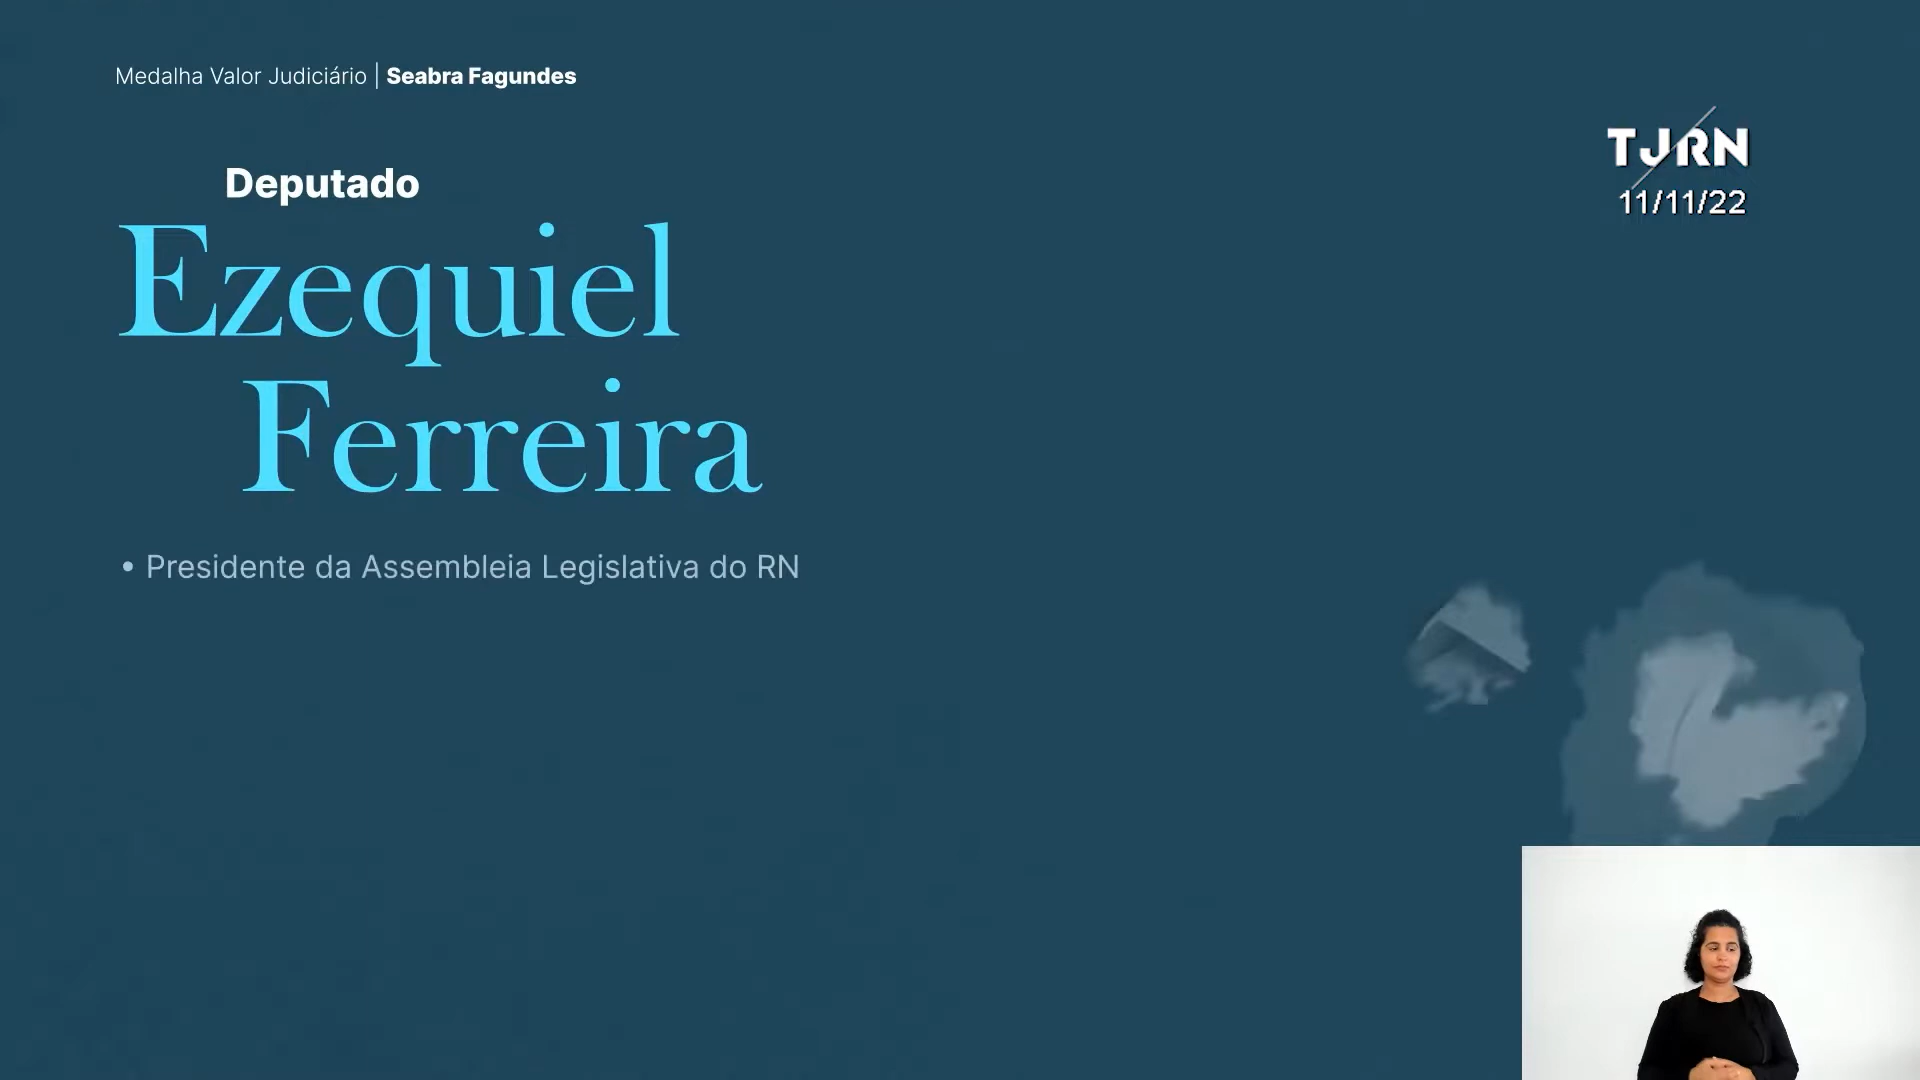 Medalha Valor Judiciário | Seabra Fagundes
TJRN
11/11/22
Deputado
Ezequiel
Ferreira
• Presidente da Assembleia Legislativa do RN